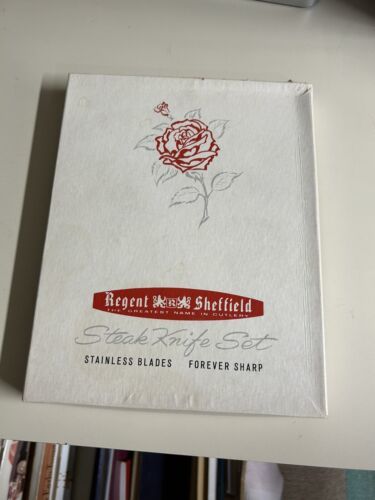 Regent R Sheffield
THE GREATEST NAME IN CUTLERY
Steak Knife Set
STAINLESS BLADES FOREVER SHARP